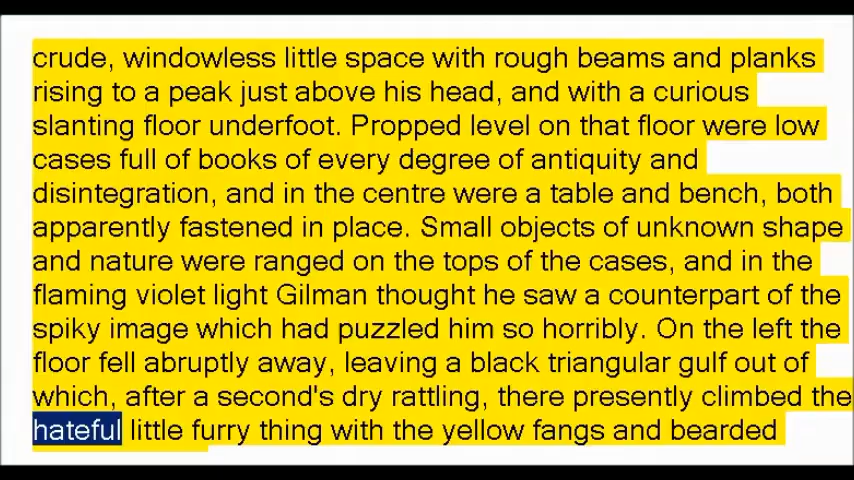 crude, windowless little space with rough beams and planks
rising to a peak just above his head, and with a curious
slanting floor underfoot. Propped level on that floor were low
cases full of books of every degree of antiquity and
disintegration, and in the centre were a table and bench, both
apparently fastened in place. Small objects of unknown shape
and nature were ranged on the tops of the cases, and in the
flaming violet light Gilman thought he saw a counterpart of the
spiky image which had puzzled him so horribly. On the left the
floor fell abruptly away, leaving a black triangular gulf out of
which, after a second's dry rattling, there presently climbed the
hateful little furry thing with the yellow fangs and bearded